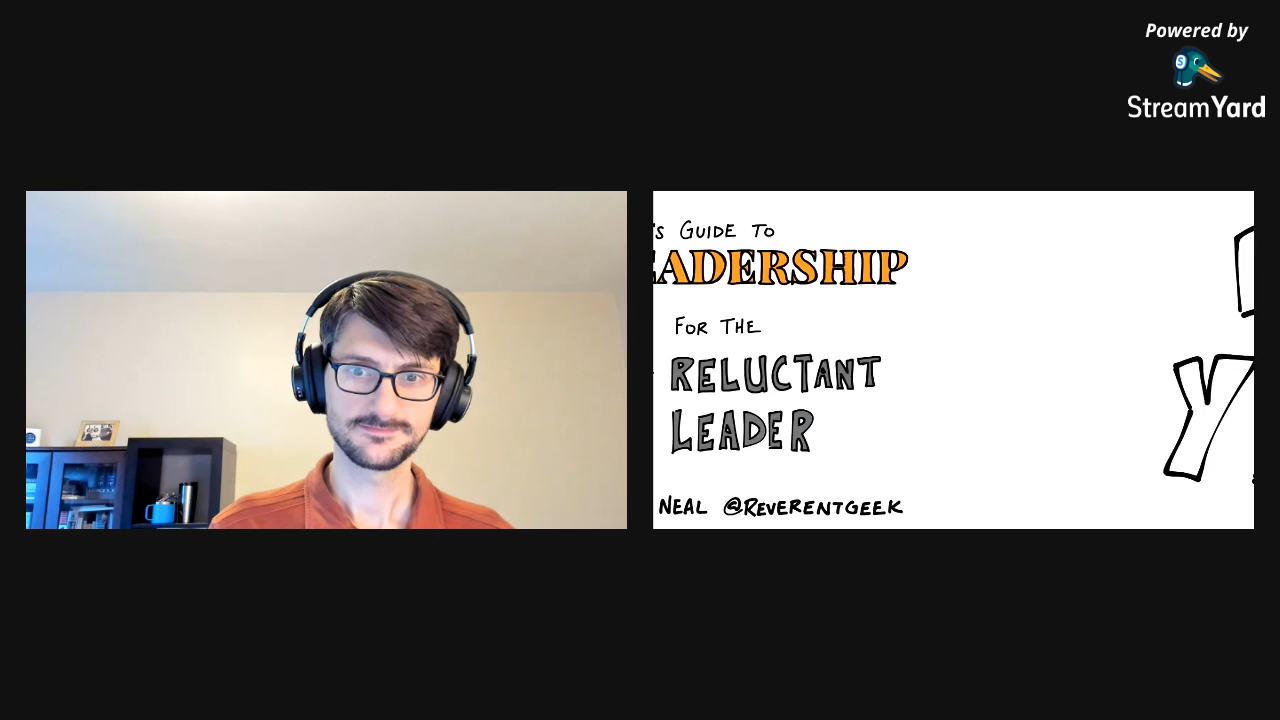 Powered by
StreamYard
's GUIDE TO
EADERSHIP
FOR THE
RELUCTANT
LEADER
NEAL @REVERENTGEEK
Y